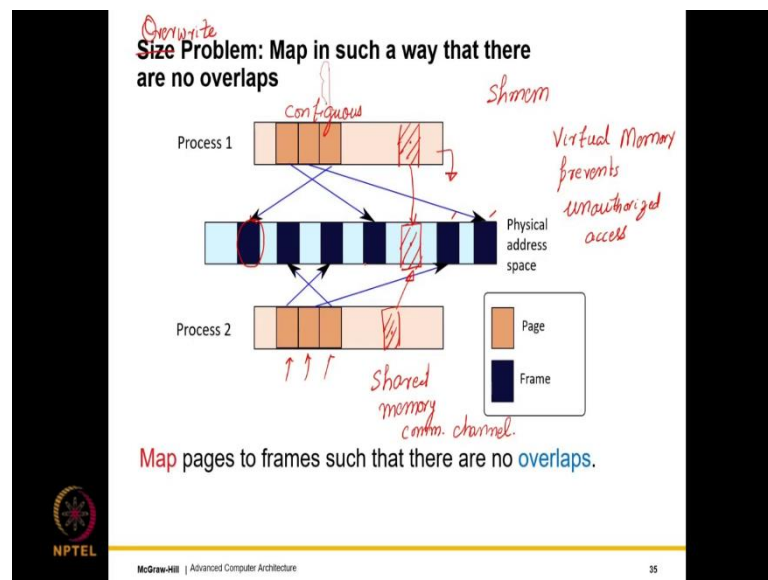 Overwrite
Size Problem: Map in such a way that there
are no overlaps
contiguous
Shmem
Process 1
Virtual Memory
prevents
unauthorized
access
Physical
address
space
Process 2
Page
Frame
Shared
memory
comm. channel.
Map pages to frames such that there are no overlaps.
NPTEL
McGraw-Hill | Advanced Computer Architecture
35